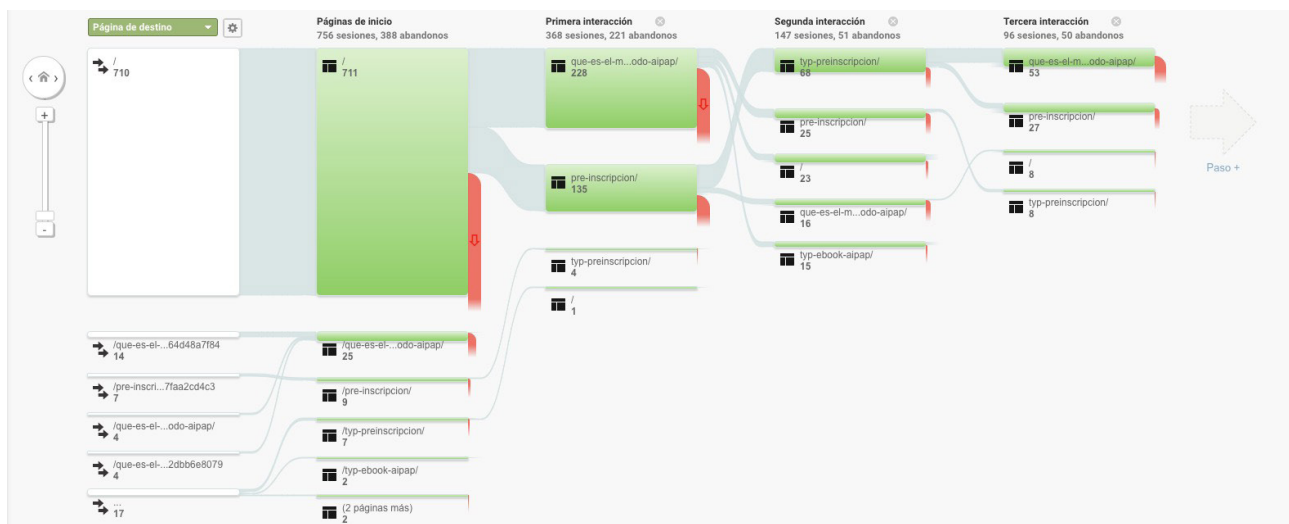 Página de destino
/
710
/que-es-el-...64d48a7f84
14
/pre-inscri...7faa2cd4c3
7
/que-es-el-...odo-aipap/
4
/que-es-el-...2dbb6e8079
4
...
17
Páginas de inicio
756 sesiones, 388 abandonos
/
711
/que-es-el-...odo-aipap/
25
/pre-inscripcion/
9
/typ-preinscripcion/
7
/typ-ebook-aipap/
2
(2 páginas más)
2
Primera interacción
368 sesiones, 221 abandonos
que-es-el-m...odo-aipap/
228
pre-inscripcion/
135
typ-preinscripcion/
4
/
1
Segunda interacción
147 sesiones, 51 abandonos
typ-preinscripcion/
68
pre-inscripcion/
25
/
23
que-es-el-m...odo-aipap/
16
typ-ebook-aipap/
15
Tercera interacción
96 sesiones, 50 abandonos
que-es-el-m...odo-aipap/
53
pre-inscripcion/
27
/
8
typ-preinscripcion/
8
Paso +